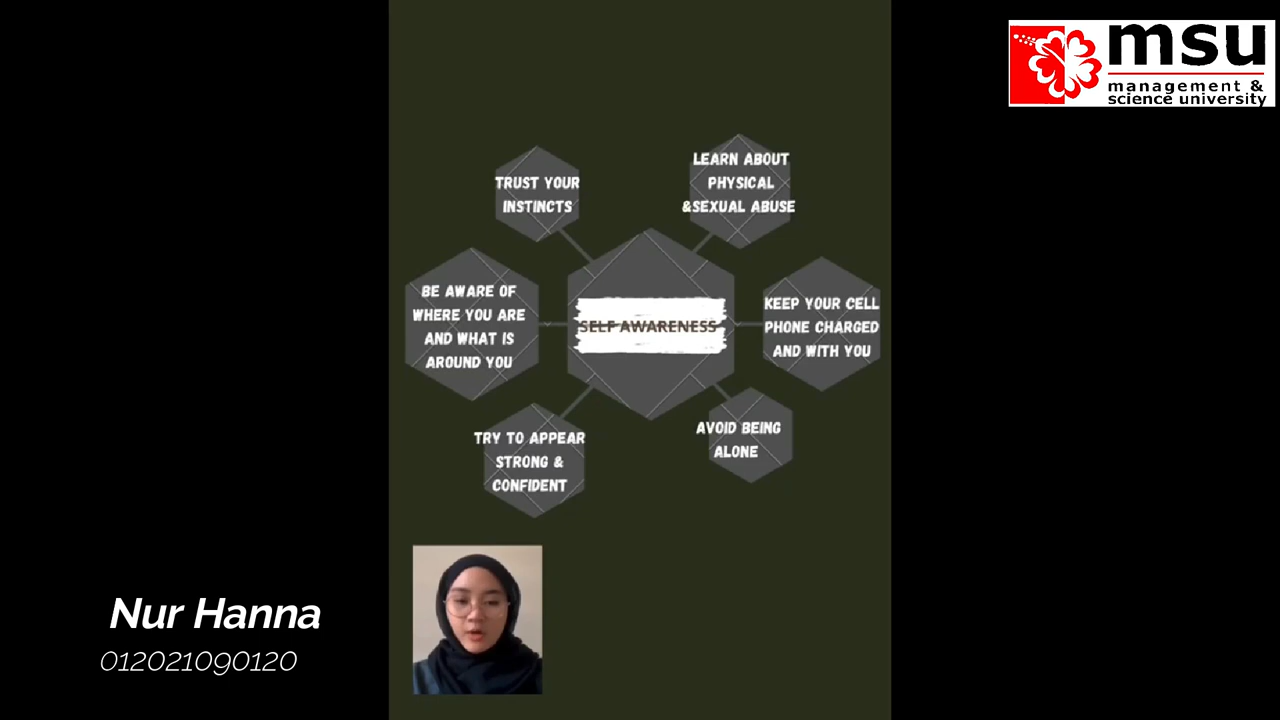 msu
management &
science university
TRUST YOUR
INSTINCTS
LEARN ABOUT
PHYSICAL
&SEXUAL ABUSE
BE AWARE OF
WHERE YOU ARE
AND WHAT IS
AROUND YOU
SELF AWARENESS
KEEP YOUR CELL
PHONE CHARGED
AND WITH YOU
TRY TO APPEAR
STRONG &
CONFIDENT
AVOID BEING
ALONE
Nur Hanna
012021090120